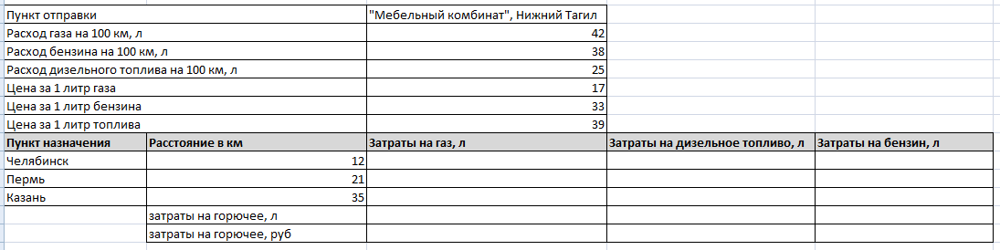 Пункт отправки "Мебельный комбинат", Нижний Тагил
Расход газа на 100 км, л 42
Расход бензина на 100 км, л 38
Расход дизельного топлива на 100 км, л 25
Цена за 1 литр газа 17
Цена за 1 литр бензина 33
Цена за 1 литр топлива 39
Пункт назначения Расстояние в км Затраты на газ, л Затраты на дизельное топливо, л Затраты на бензин, л
Челябинск 12
Пермь 21
Казань 35
затраты на горючее, л
затраты на горючее, руб